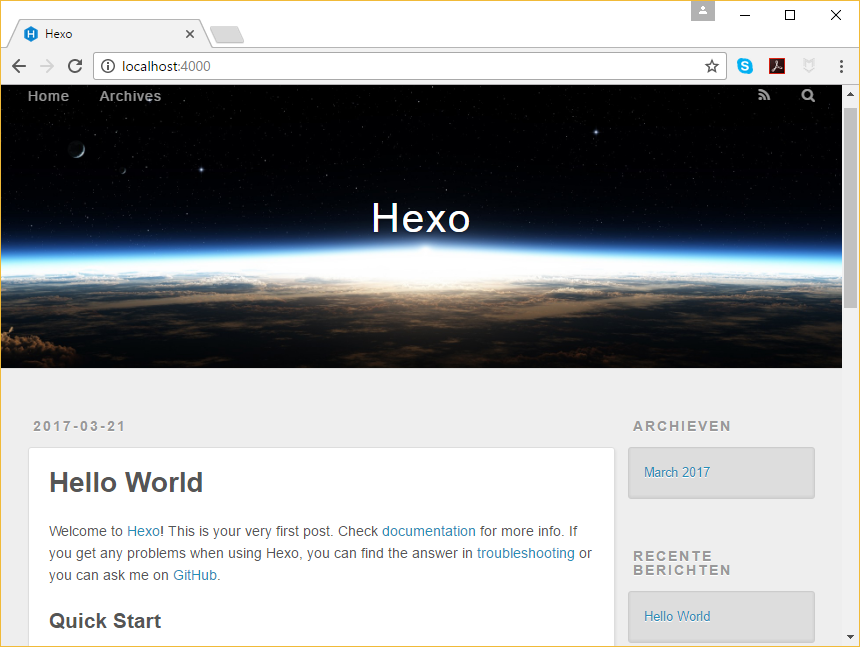 Hexo
localhost:4000
Home Archives
Hexo
2017-03-21
Hello World
Welcome to Hexo! This is your very first post. Check documentation for more info. If
you get any problems when using Hexo, you can find the answer in troubleshooting or
you can ask me on GitHub.
Quick Start
ARCHIEVEN
March 2017
RECENTE
BERICHTEN
Hello World